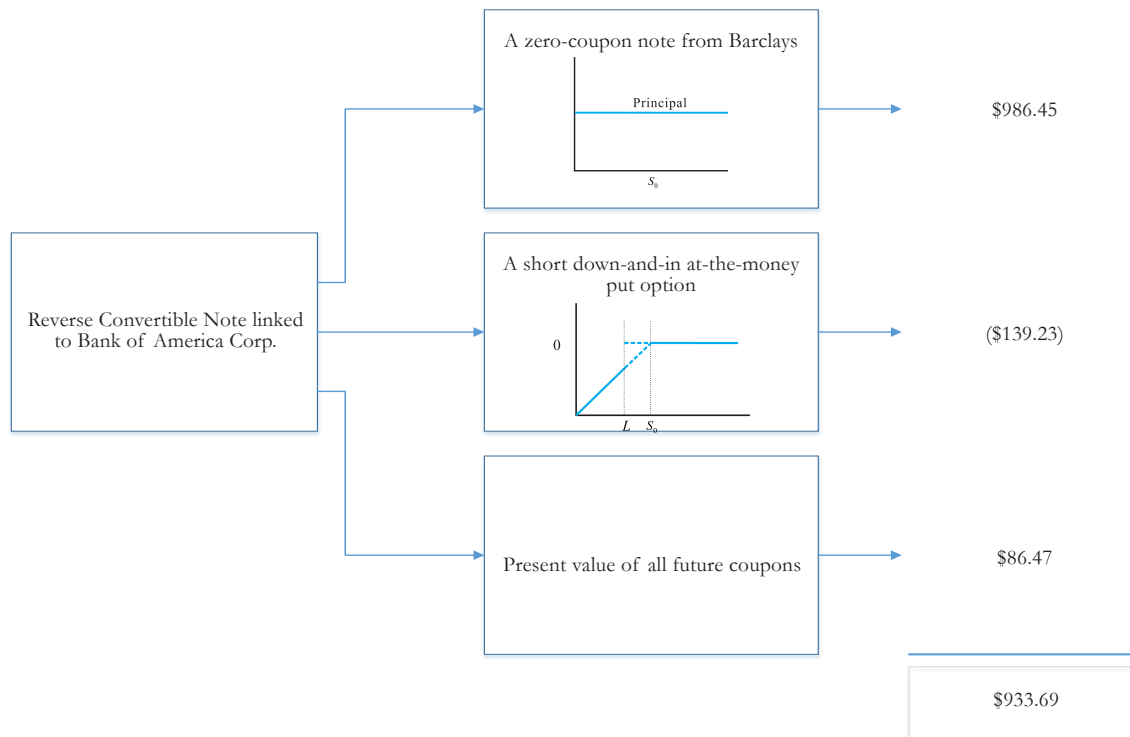 A zero-coupon note from Barclays
Principal
S₀
$986.45
Reverse Convertible Note linked
to Bank of America Corp.
A short down-and-in at-the-money
put option
0
L S₀
($139.23)
Present value of all future coupons
$86.47
$933.69